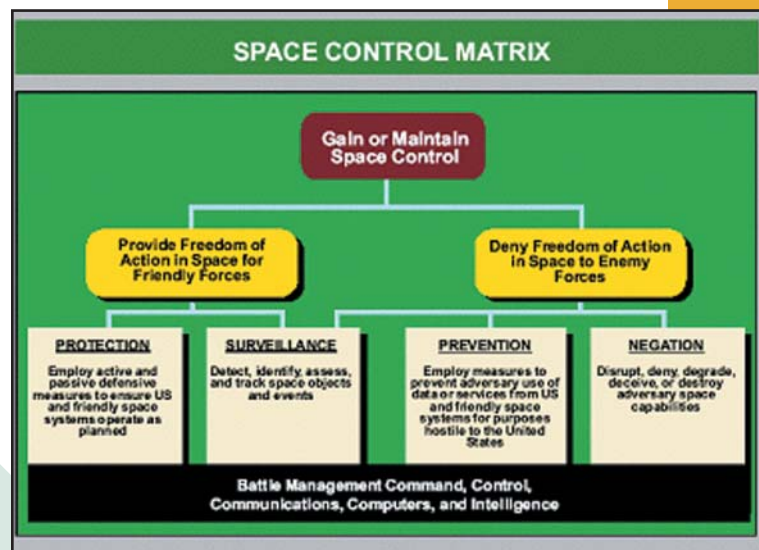 SPACE CONTROL MATRIX
Gain or Maintain
Space Control
Provide Freedom of
Action in Space for
Friendly Forces
Deny Freedom of Action
in Space to Enemy
Forces
PROTECTION
Employ active and
passive defensive
measures to ensure US
and friendly space
systems operate as
planned
SURVEILLANCE
Detect, identify, assess,
and track space objects
and events
PREVENTION
Employ measures to
prevent adversary use of
data or services from US
and friendly space
systems for purposes
hostile to the United
States
NEGATION
Disrupt, deny, degrade,
deceive, or destroy
adversary space
capabilities
Battle Management Command, Control,
Communications, Computers, and Intelligence